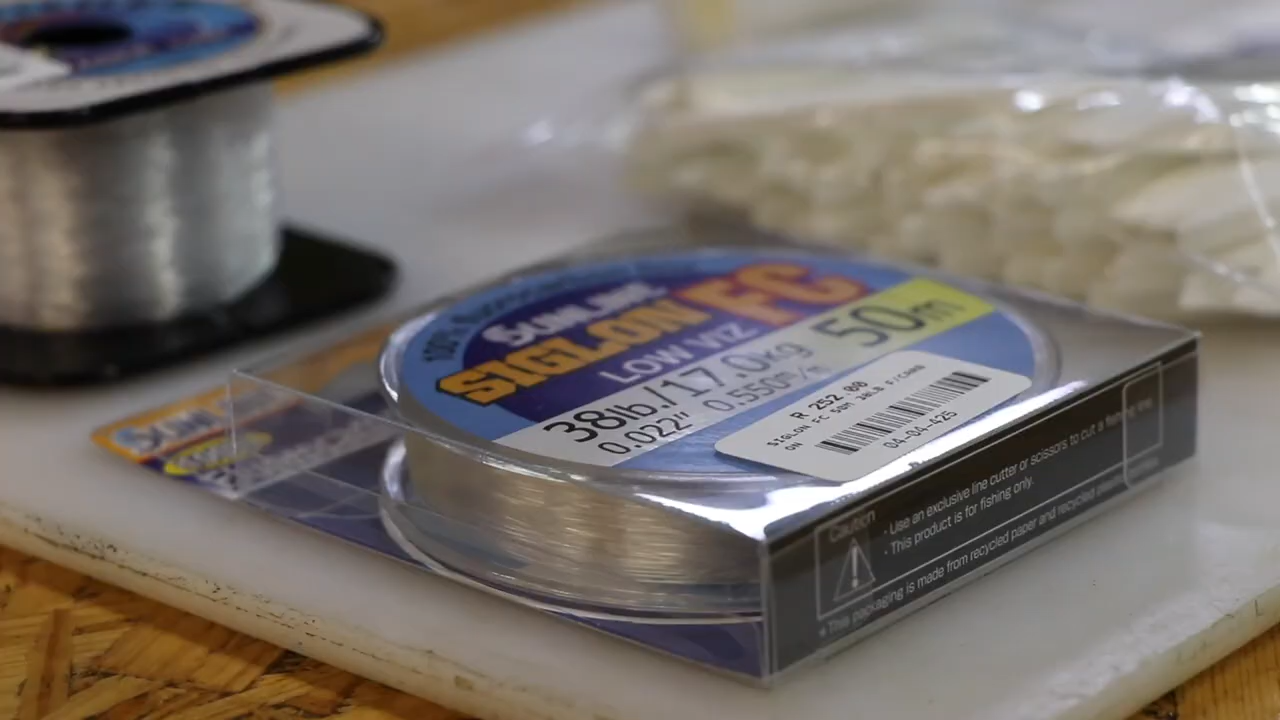 SUNLINE
SIGLON FC
LOW VIZ
50m
38lb./17.0kg
0.022" 0.550m/m
R 252 00
SIGLON FC 50M 38LB F/CARB
ON
04-04-425
Caution
· Use an exclusive line cutter or scissors to cut a fishing line.
· This product is for fishing only.
This packaging is made from recycled paper and recycled